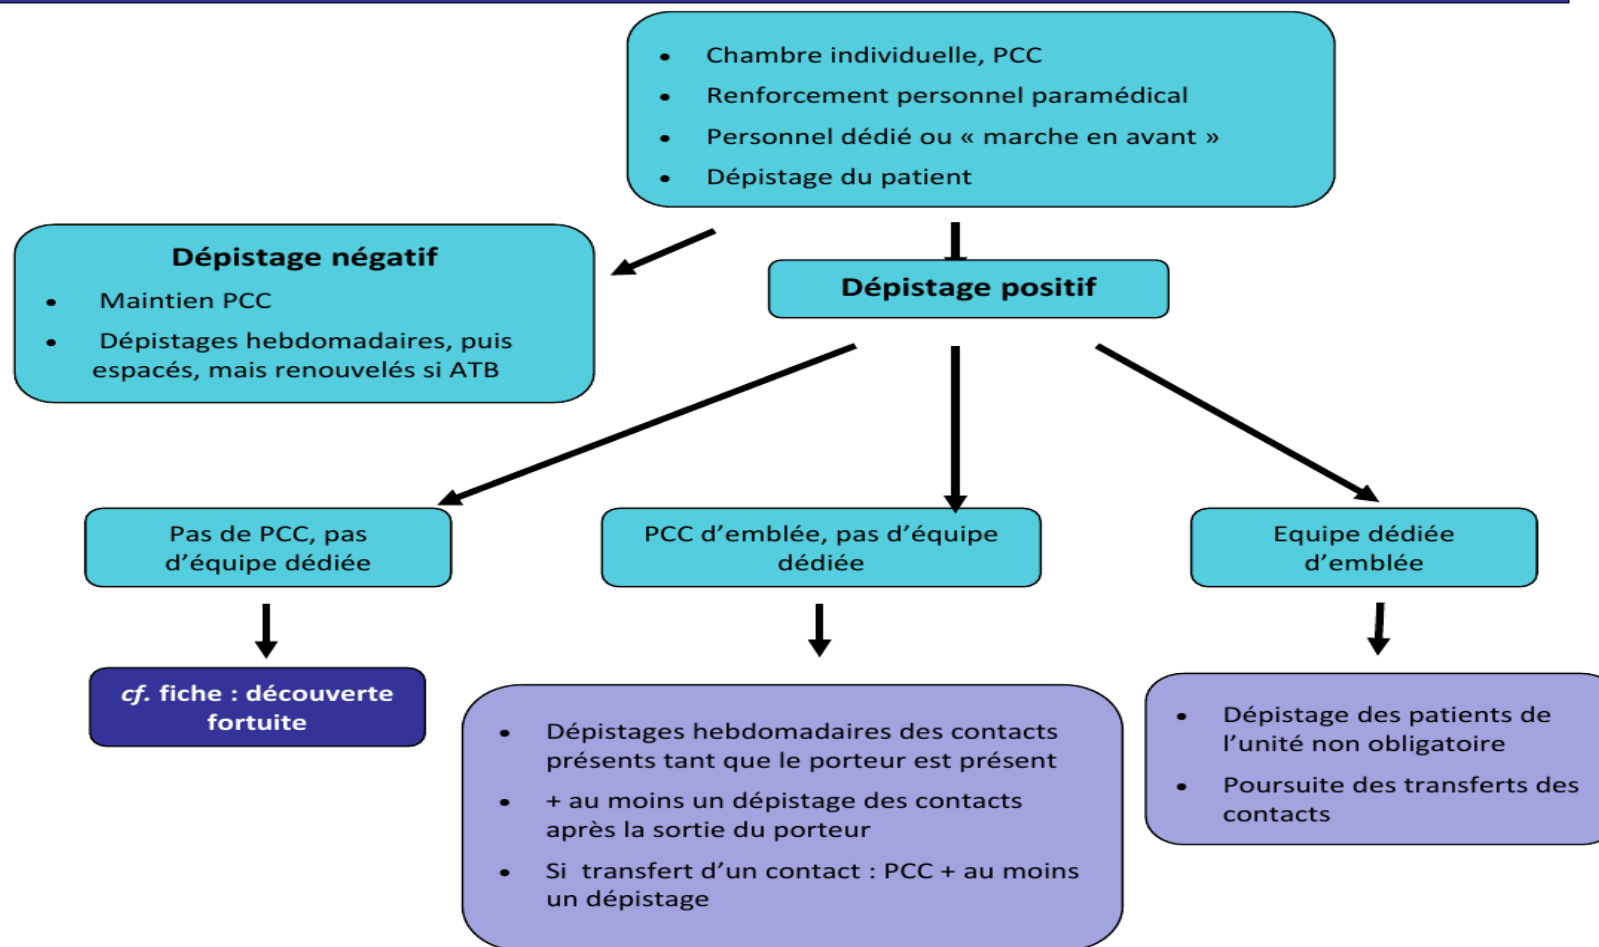 • Chambre individuelle, PCC
• Renforcement personnel paramédical
• Personnel dédié ou « marche en avant »
• Dépistage du patient
Dépistage négatif
• Maintien PCC
• Dépistages hebdomadaires, puis
espacés, mais renouvelés si ATB
Dépistage positif
Pas de PCC, pas
d’équipe dédiée
PCC d’emblée, pas d’équipe
dédiée
Equipe dédiée
d’emblée
cf. fiche : découverte
fortuite
• Dépistages hebdomadaires des contacts
présents tant que le porteur est présent
• + au moins un dépistage des contacts
après la sortie du porteur
• Si transfert d’un contact : PCC + au moins
un dépistage
• Dépistage des patients de
l’unité non obligatoire
• Poursuite des transferts des
contacts